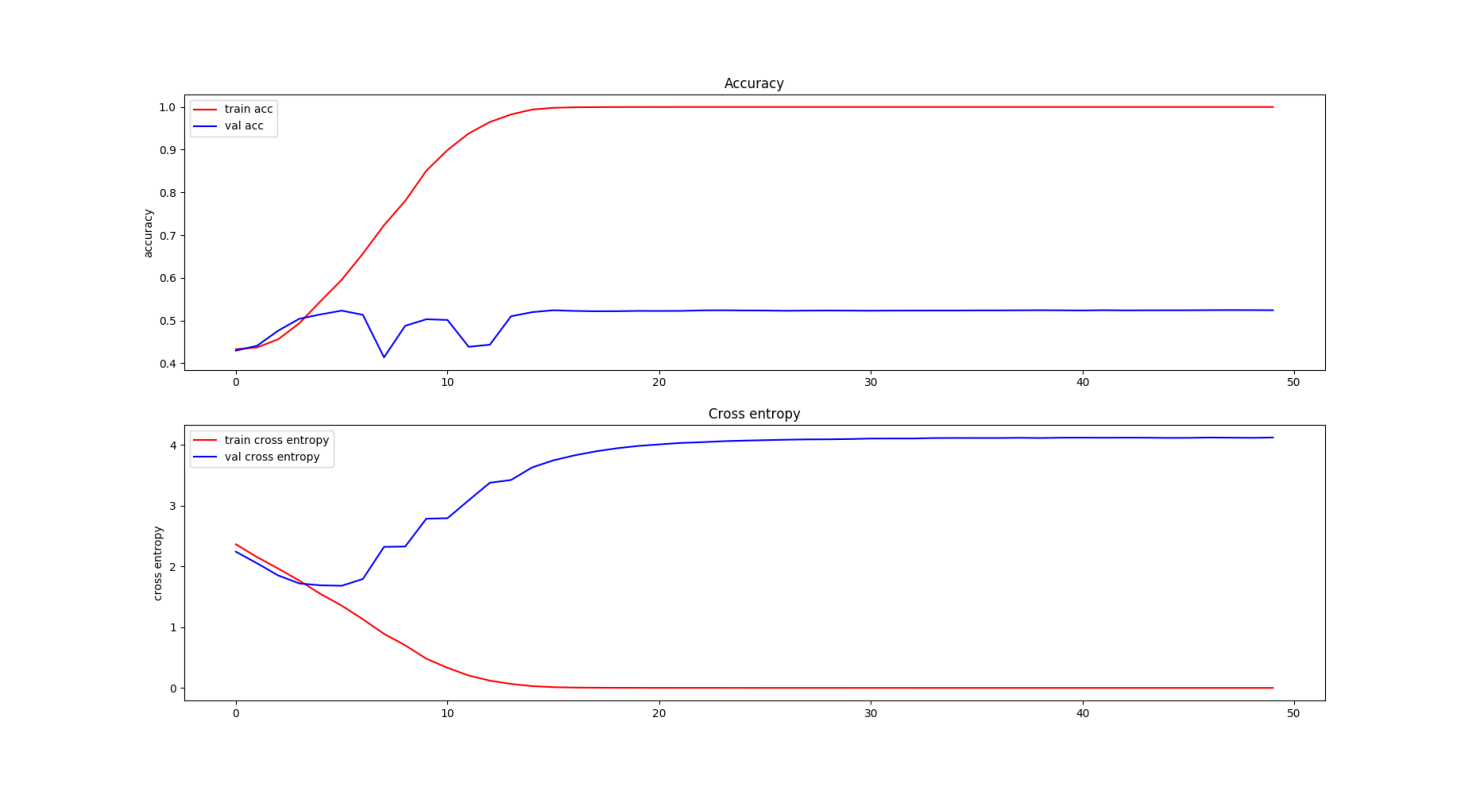 Accuracy
train acc
val acc
accuracy
1.0
0.9
0.8
0.7
0.6
0.5
0.4
0 10 20 30 40 50
Cross entropy
train cross entropy
val cross entropy
cross entropy
4
3
2
1
0
0 10 20 30 40 50